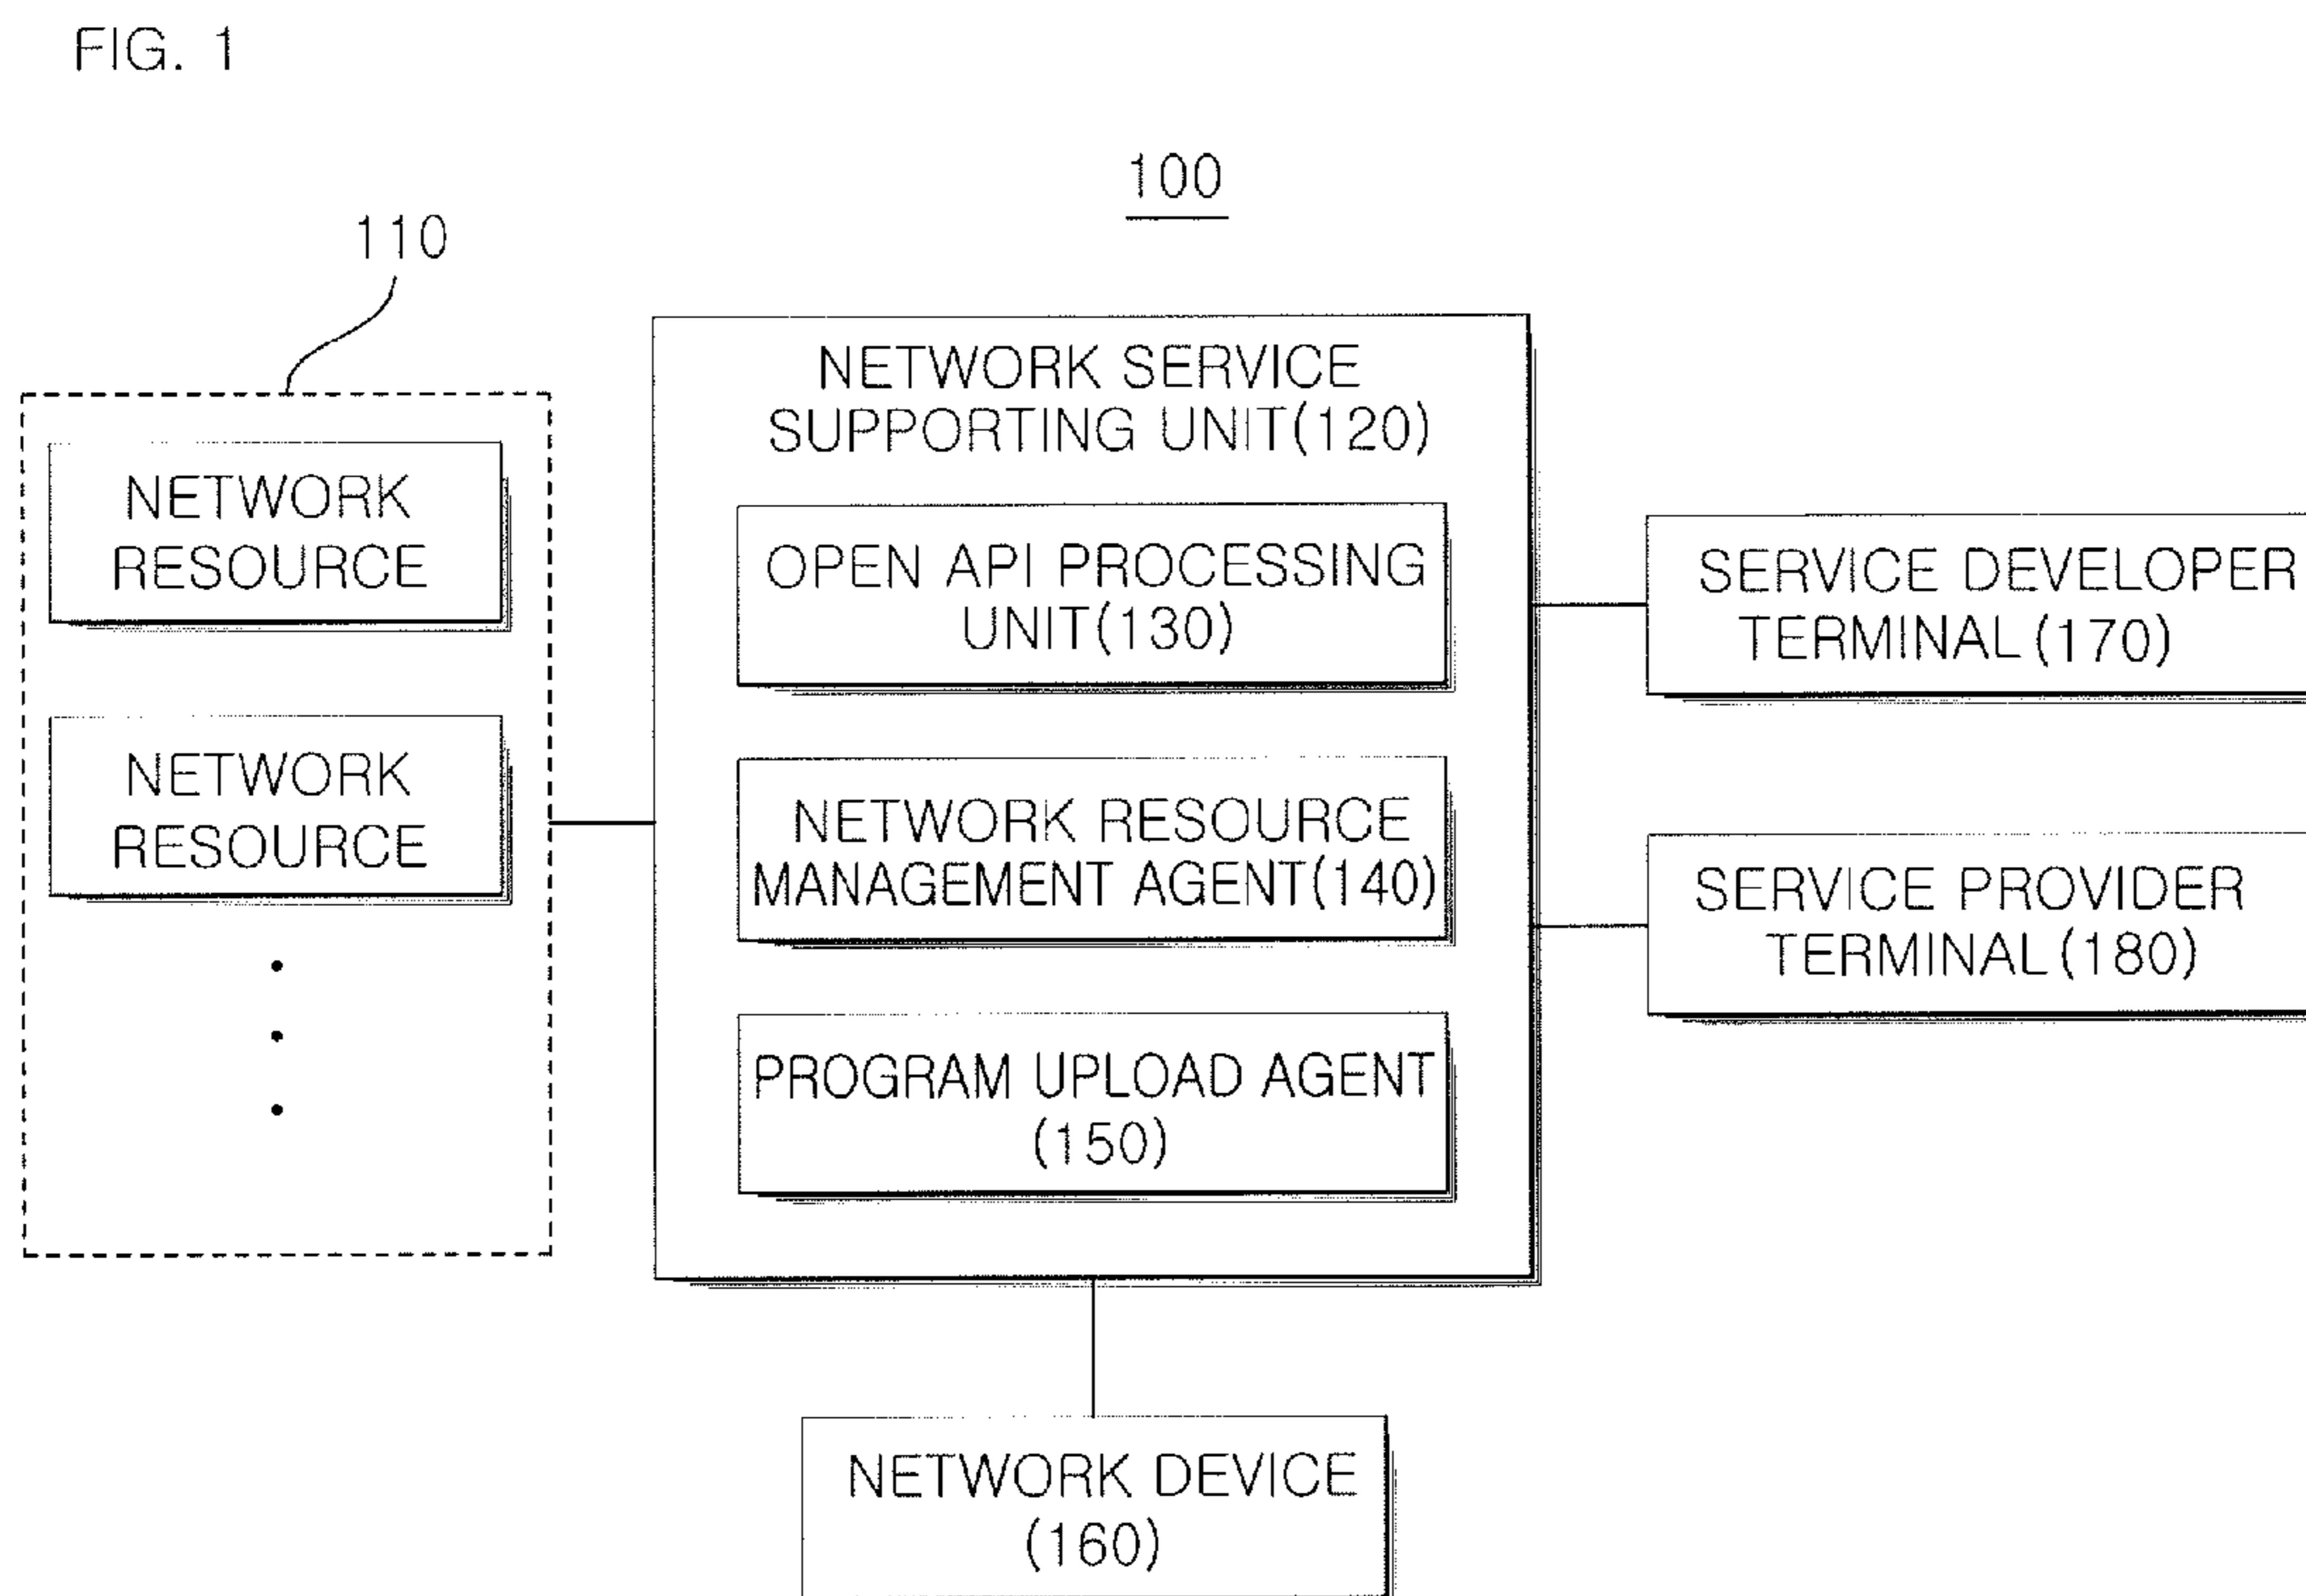 FIG. 1
100
110
NETWORK
RESOURCE
NETWORK
RESOURCE
NETWORK SERVICE
SUPPORTING UNIT(120)
OPEN API PROCESSING
UNIT(130)
NETWORK RESOURCE
MANAGEMENT AGENT(140)
PROGRAM UPLOAD AGENT
(150)
SERVICE DEVELOPER
TERMINAL(170)
SERVICE PROVIDER
TERMINAL(180)
NETWORK DEVICE
(160)